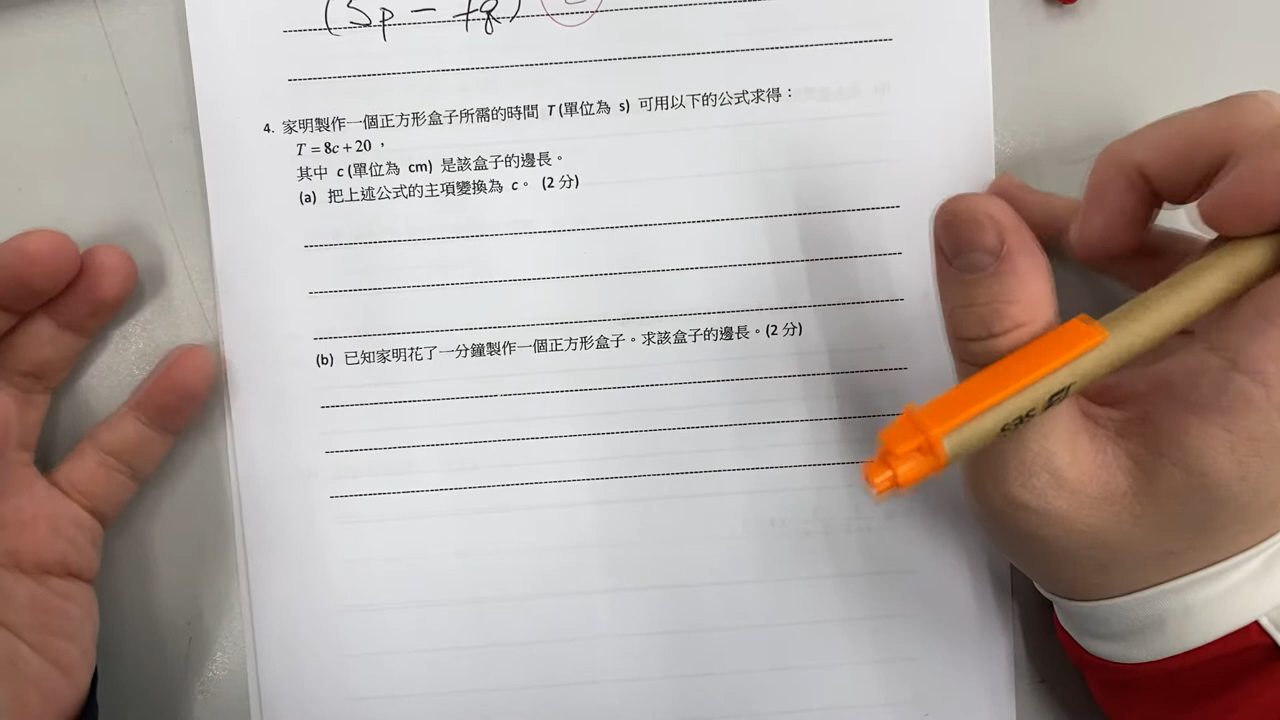 (5p - 7q)
4. 家明製作一個正方形盒子所需的時間 T (單位為 s) 可用以下的公式求得：
T = 8c + 20，
其中 c (單位為 cm) 是該盒子的邊長。
(a) 把上述公式的主項變換為 c。 (2 分)
(b) 已知家明花了一分鐘製作一個正方形盒子。求該盒子的邊長。(2 分)